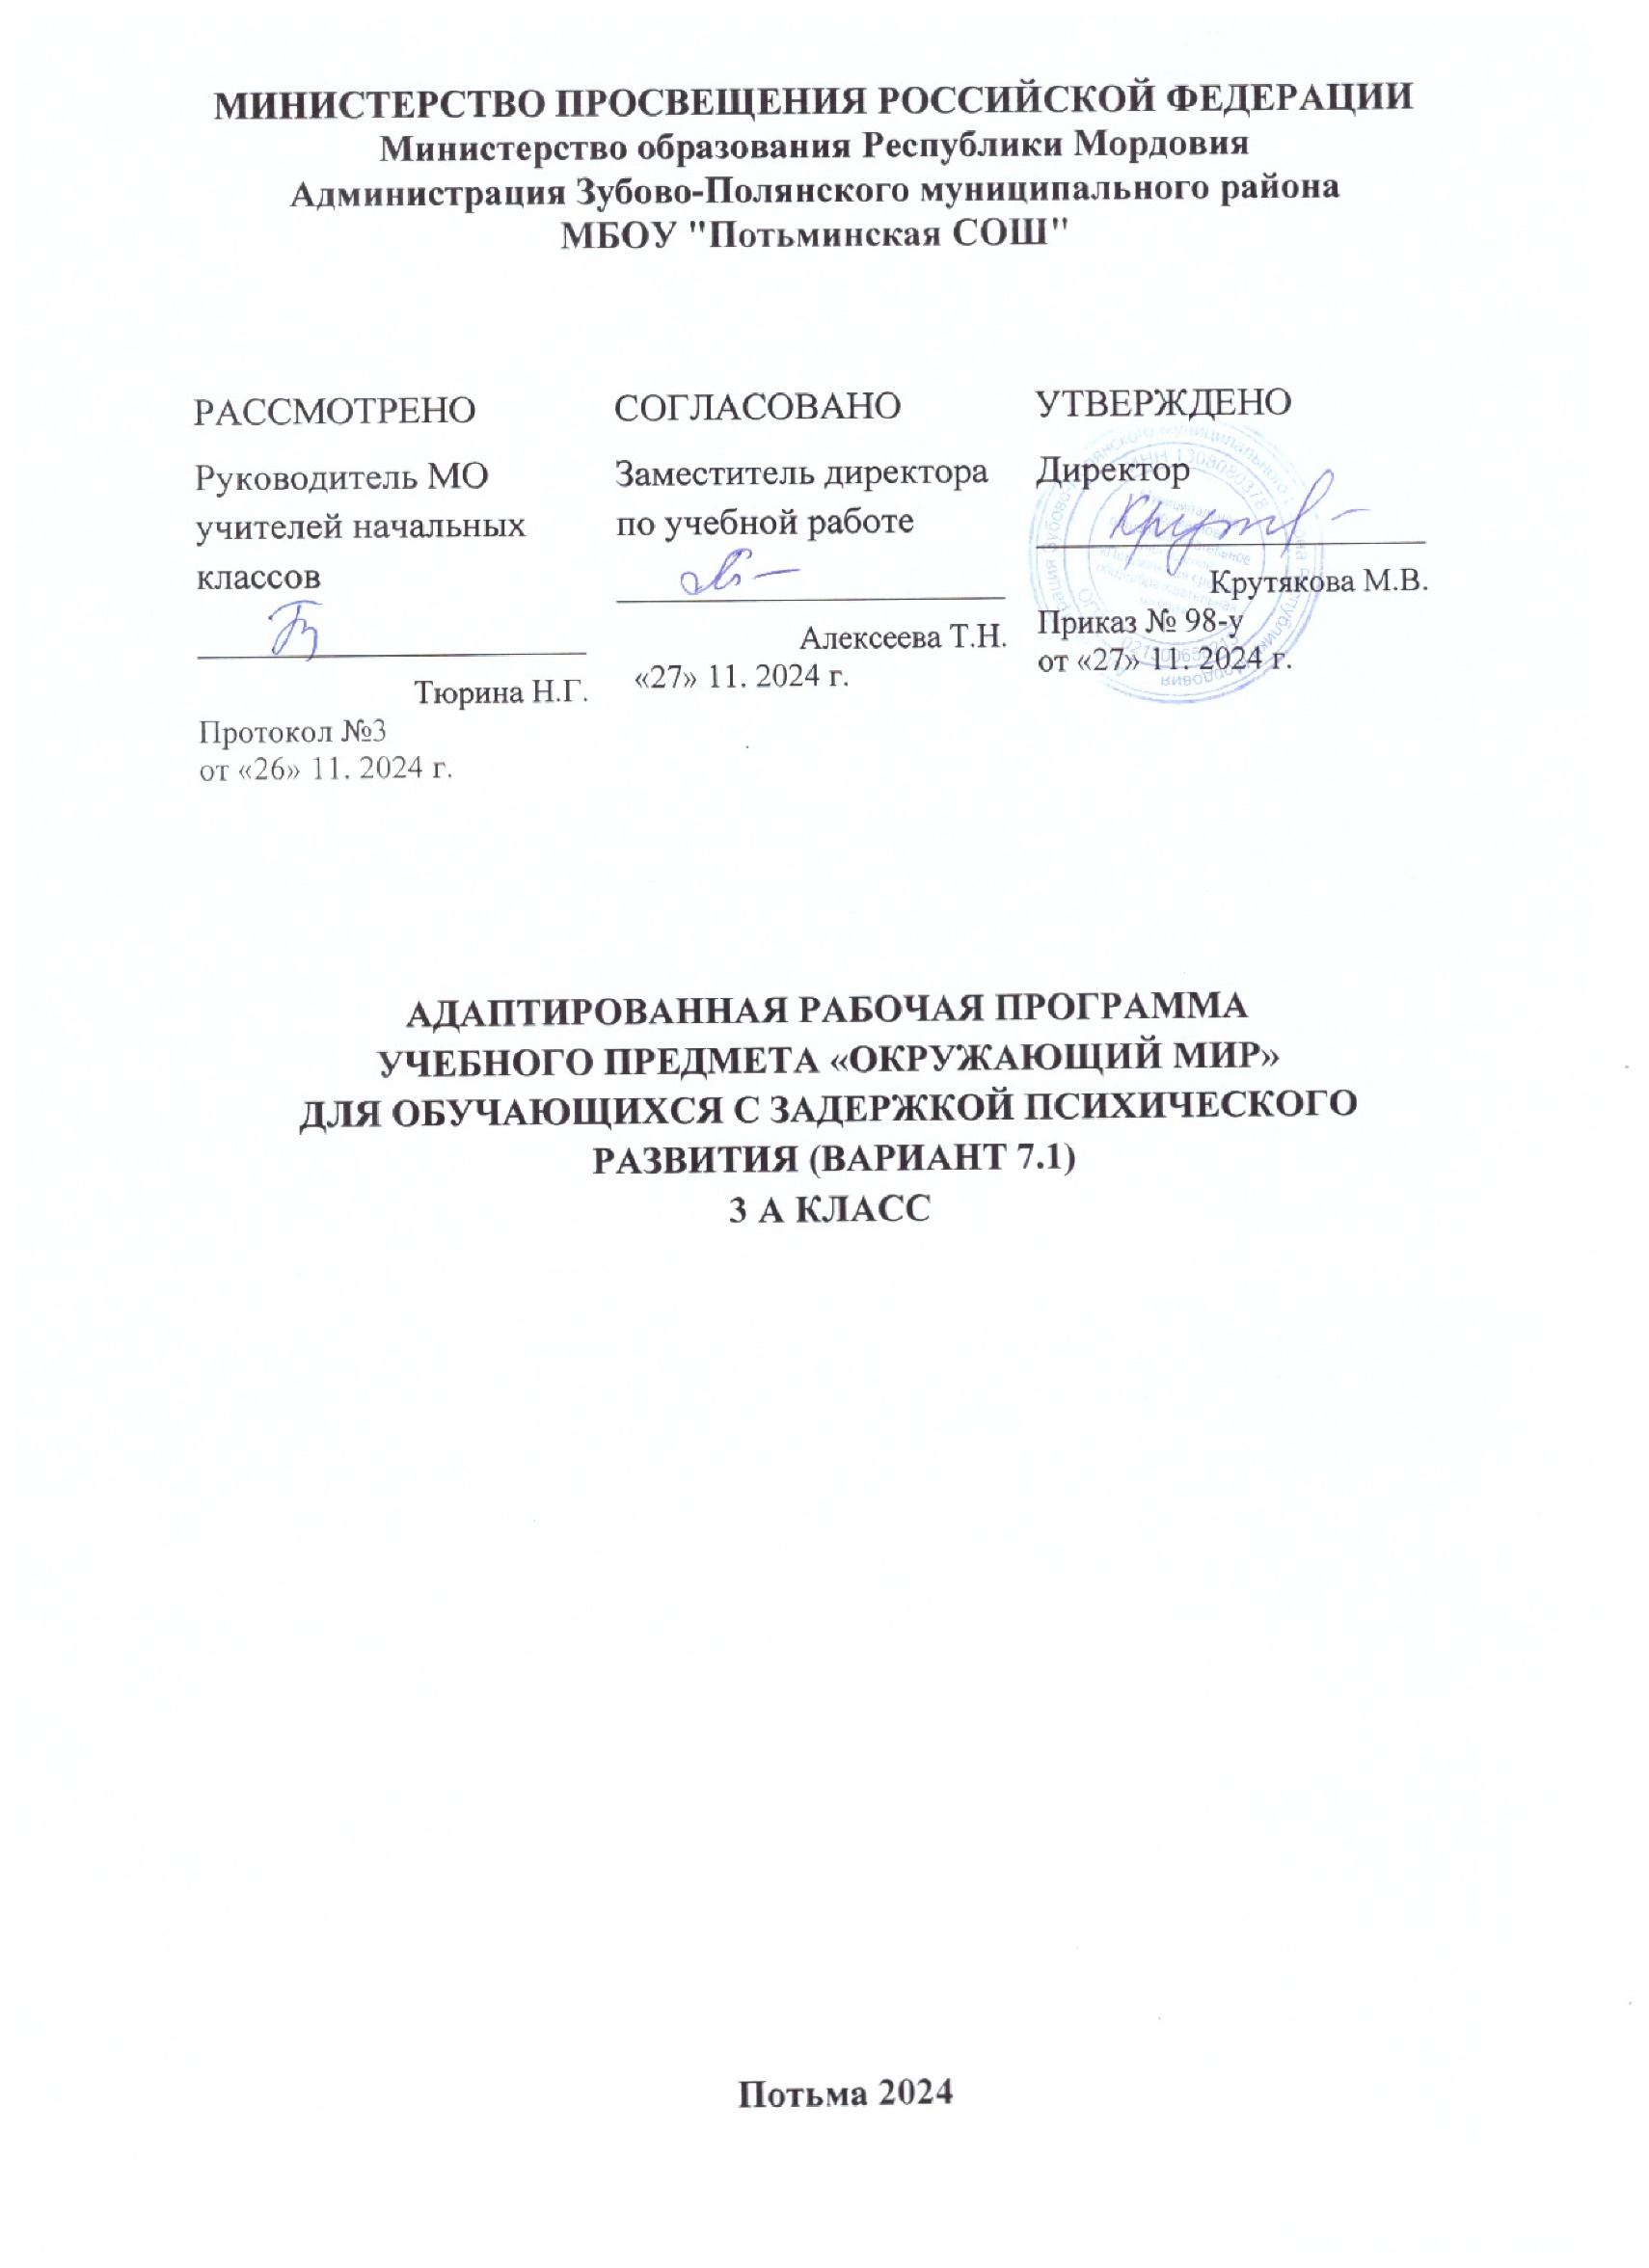 МИНИСТЕРСТВО ПРОСВЕЩЕНИЯ РОССИЙСКОЙ ФЕДЕРАЦИИ
Министерство образования Республики Мордовия
Администрация Зубово-Полянского муниципального района
МБОУ "Потьминская СОШ"
РАССМОТРЕНО
Руководитель МО
учителей начальных
классов
Тюрина Н.Г.
Протокол №3
от «26» 11. 2024 г.
СОГЛАСОВАНО
Заместитель директора
по учебной работе
Алексеева Т.Н.
«27» 11. 2024 г.
УТВЕРЖДЕНО
Директор
Крутякова М.В.
Приказ № 98-у
от «27» 11. 2024 г.
АДАПТИРОВАННАЯ РАБОЧАЯ ПРОГРАММА
УЧЕБНОГО ПРЕДМЕТА «ОКРУЖАЮЩИЙ МИР»
ДЛЯ ОБУЧАЮЩИХСЯ С ЗАДЕРЖКОЙ ПСИХИЧЕСКОГО
РАЗВИТИЯ (ВАРИАНТ 7.1)
3 А КЛАСС
Потьма 2024